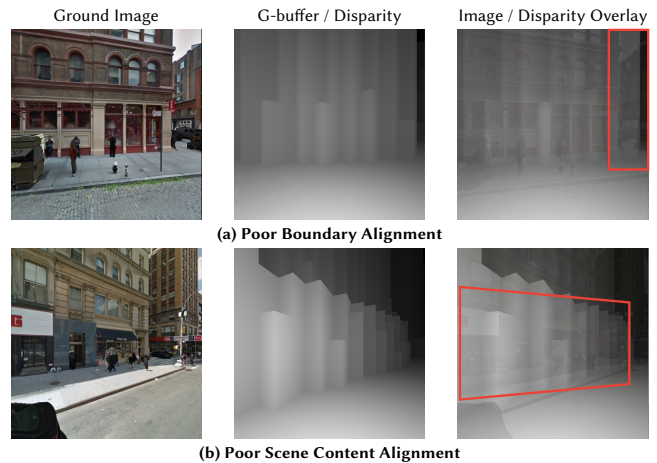 Ground Image
G-buffer / Disparity
Image / Disparity Overlay
(a) Poor Boundary Alignment
(b) Poor Scene Content Alignment